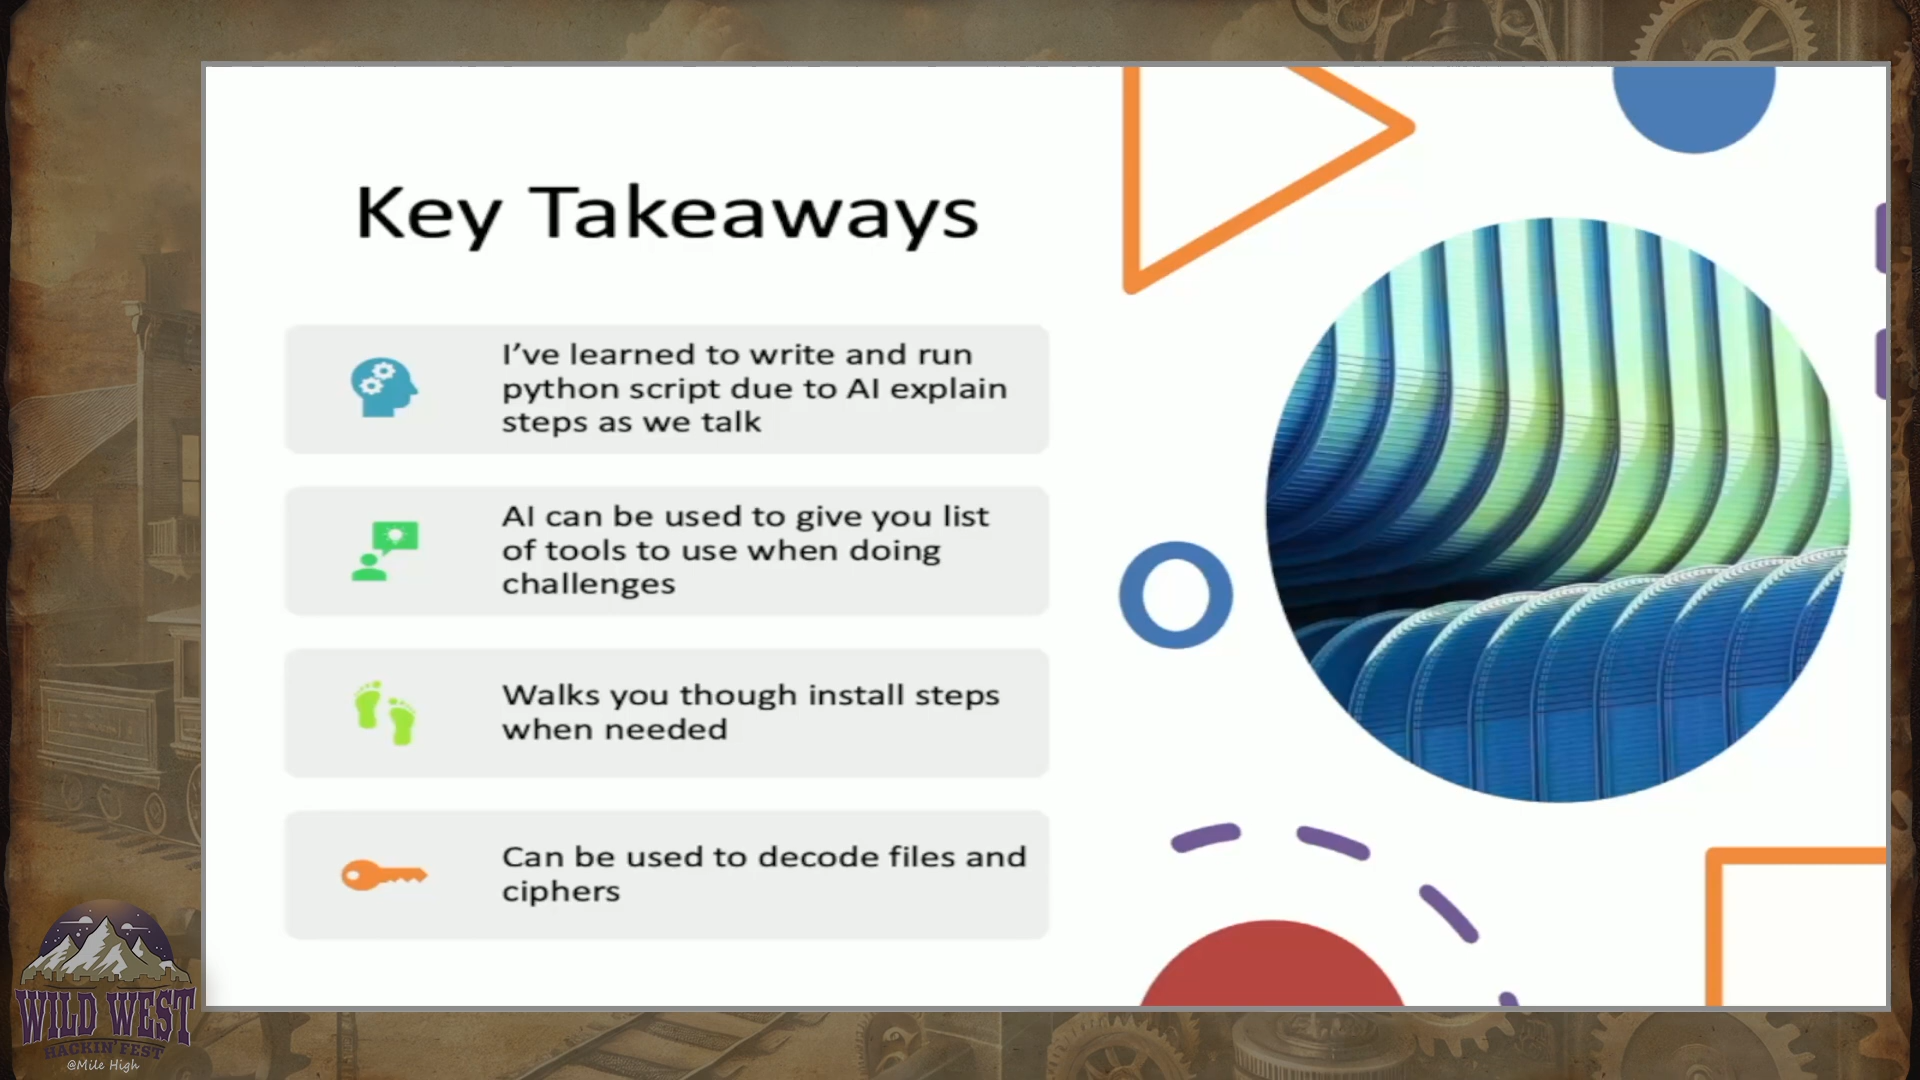 Key Takeaways
I’ve learned to write and run
python script due to AI explain
steps as we talk
AI can be used to give you list
of tools to use when doing
challenges
Walks you though install steps
when needed
Can be used to decode files and
ciphers
WILD WEST
HACKIN' FEST
@Mile High